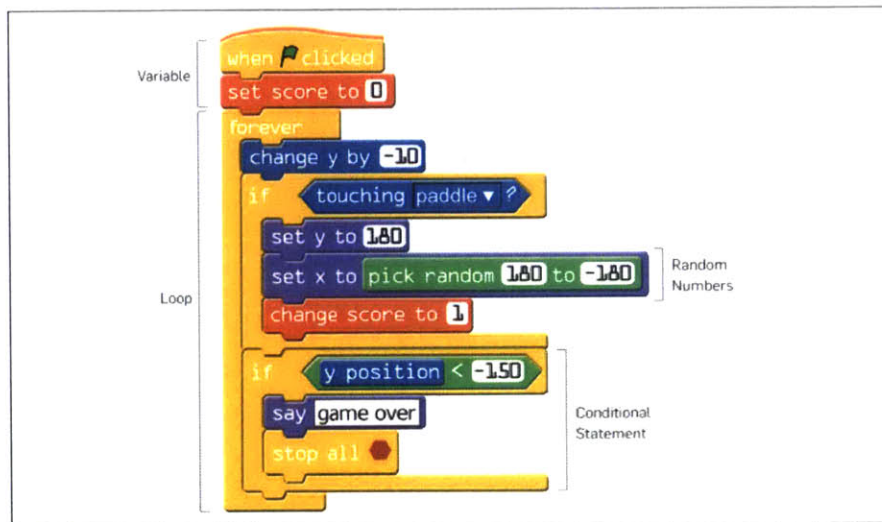 Variable
when clicked
set score to 0
Loop
forever
change y by -10
if touching paddle ▼ ?
set y to 180
set x to pick random 180 to -180
Random
Numbers
change score to 1
if y position < -150
say game over
stop all
Conditional
Statement